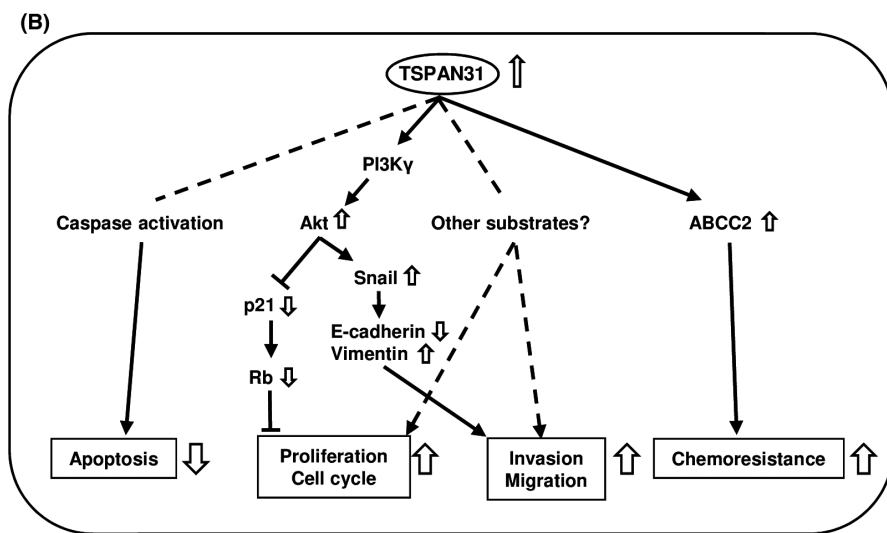 (B)
TSPAN31
PI3Kγ
Caspase activation
Akt
Other substrates?
ABCC2
Snail
p21
E-cadherin
Vimentin
Rb
Apoptosis
Proliferation
Cell cycle
Invasion
Migration
Chemoresistance